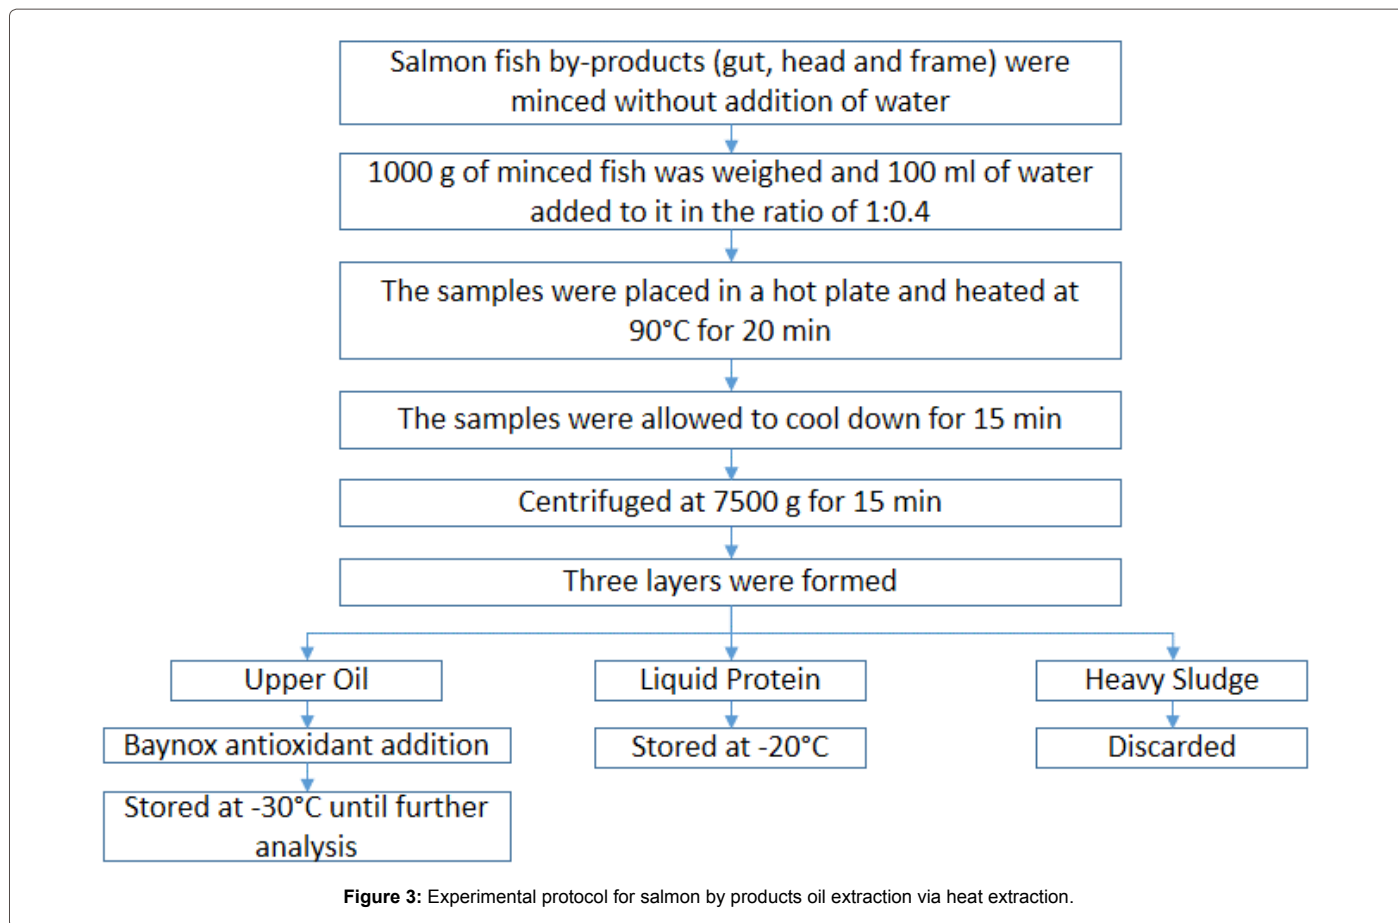 Salmon fish by-products (gut, head and frame) were
minced without addition of water
1000 g of minced fish was weighed and 100 ml of water
added to it in the ratio of 1:0.4
The samples were placed in a hot plate and heated at
90°C for 20 min
The samples were allowed to cool down for 15 min
Centrifuged at 7500 g for 15 min
Three layers were formed
Upper Oil
Baynox antioxidant addition
Stored at -30°C until further
analysis
Liquid Protein
Stored at -20°C
Heavy Sludge
Discarded
Figure 3: Experimental protocol for salmon by products oil extraction via heat extraction.